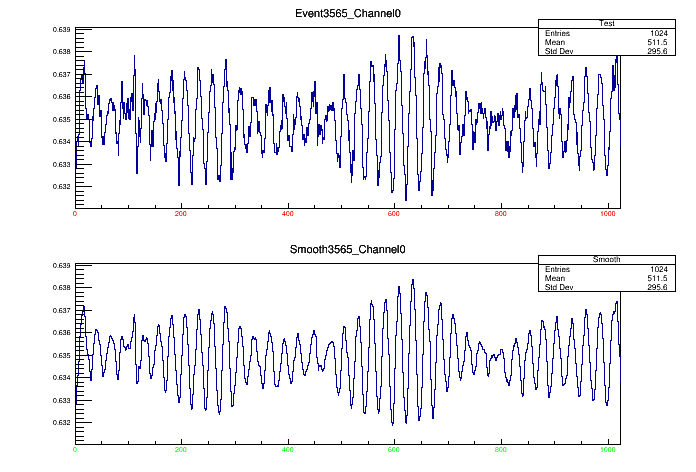 Event3565_Channel0
Test
Entries 1024
Mean 511.5
Std Dev 295.6
0.639
0.638
0.637
0.636
0.635
0.634
0.633
0.632
0 200 400 600 800 1000
Smooth3565_Channel0
Smooth
Entries 1024
Mean 511.5
Std Dev 295.6
0.639
0.638
0.637
0.636
0.635
0.634
0.633
0.632
0 200 400 600 800 1000